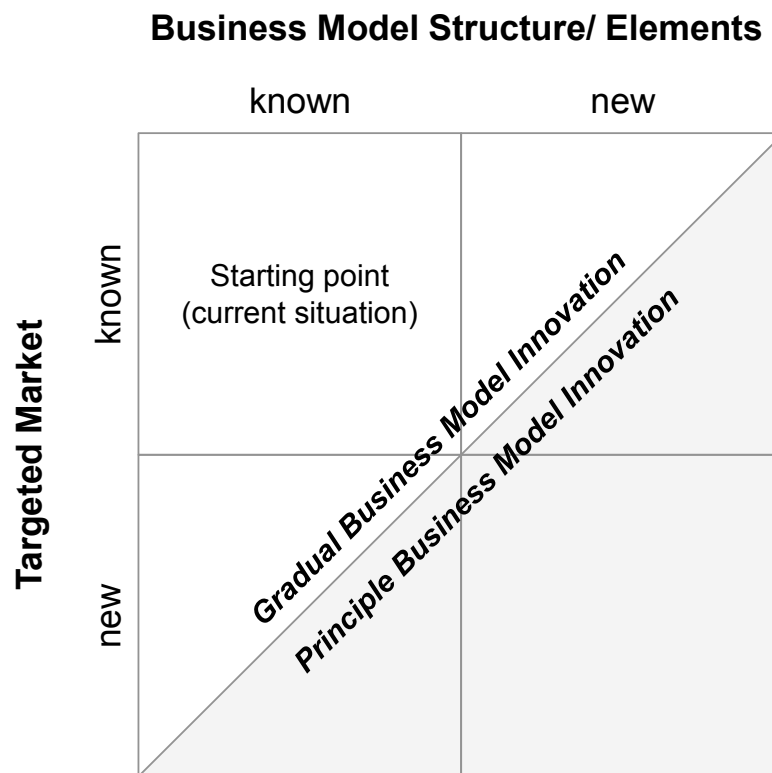 Business Model Structure/ Elements
known
new
Targeted Market
known
new
Starting point
(current situation)
Gradual Business Model Innovation
Principle Business Model Innovation